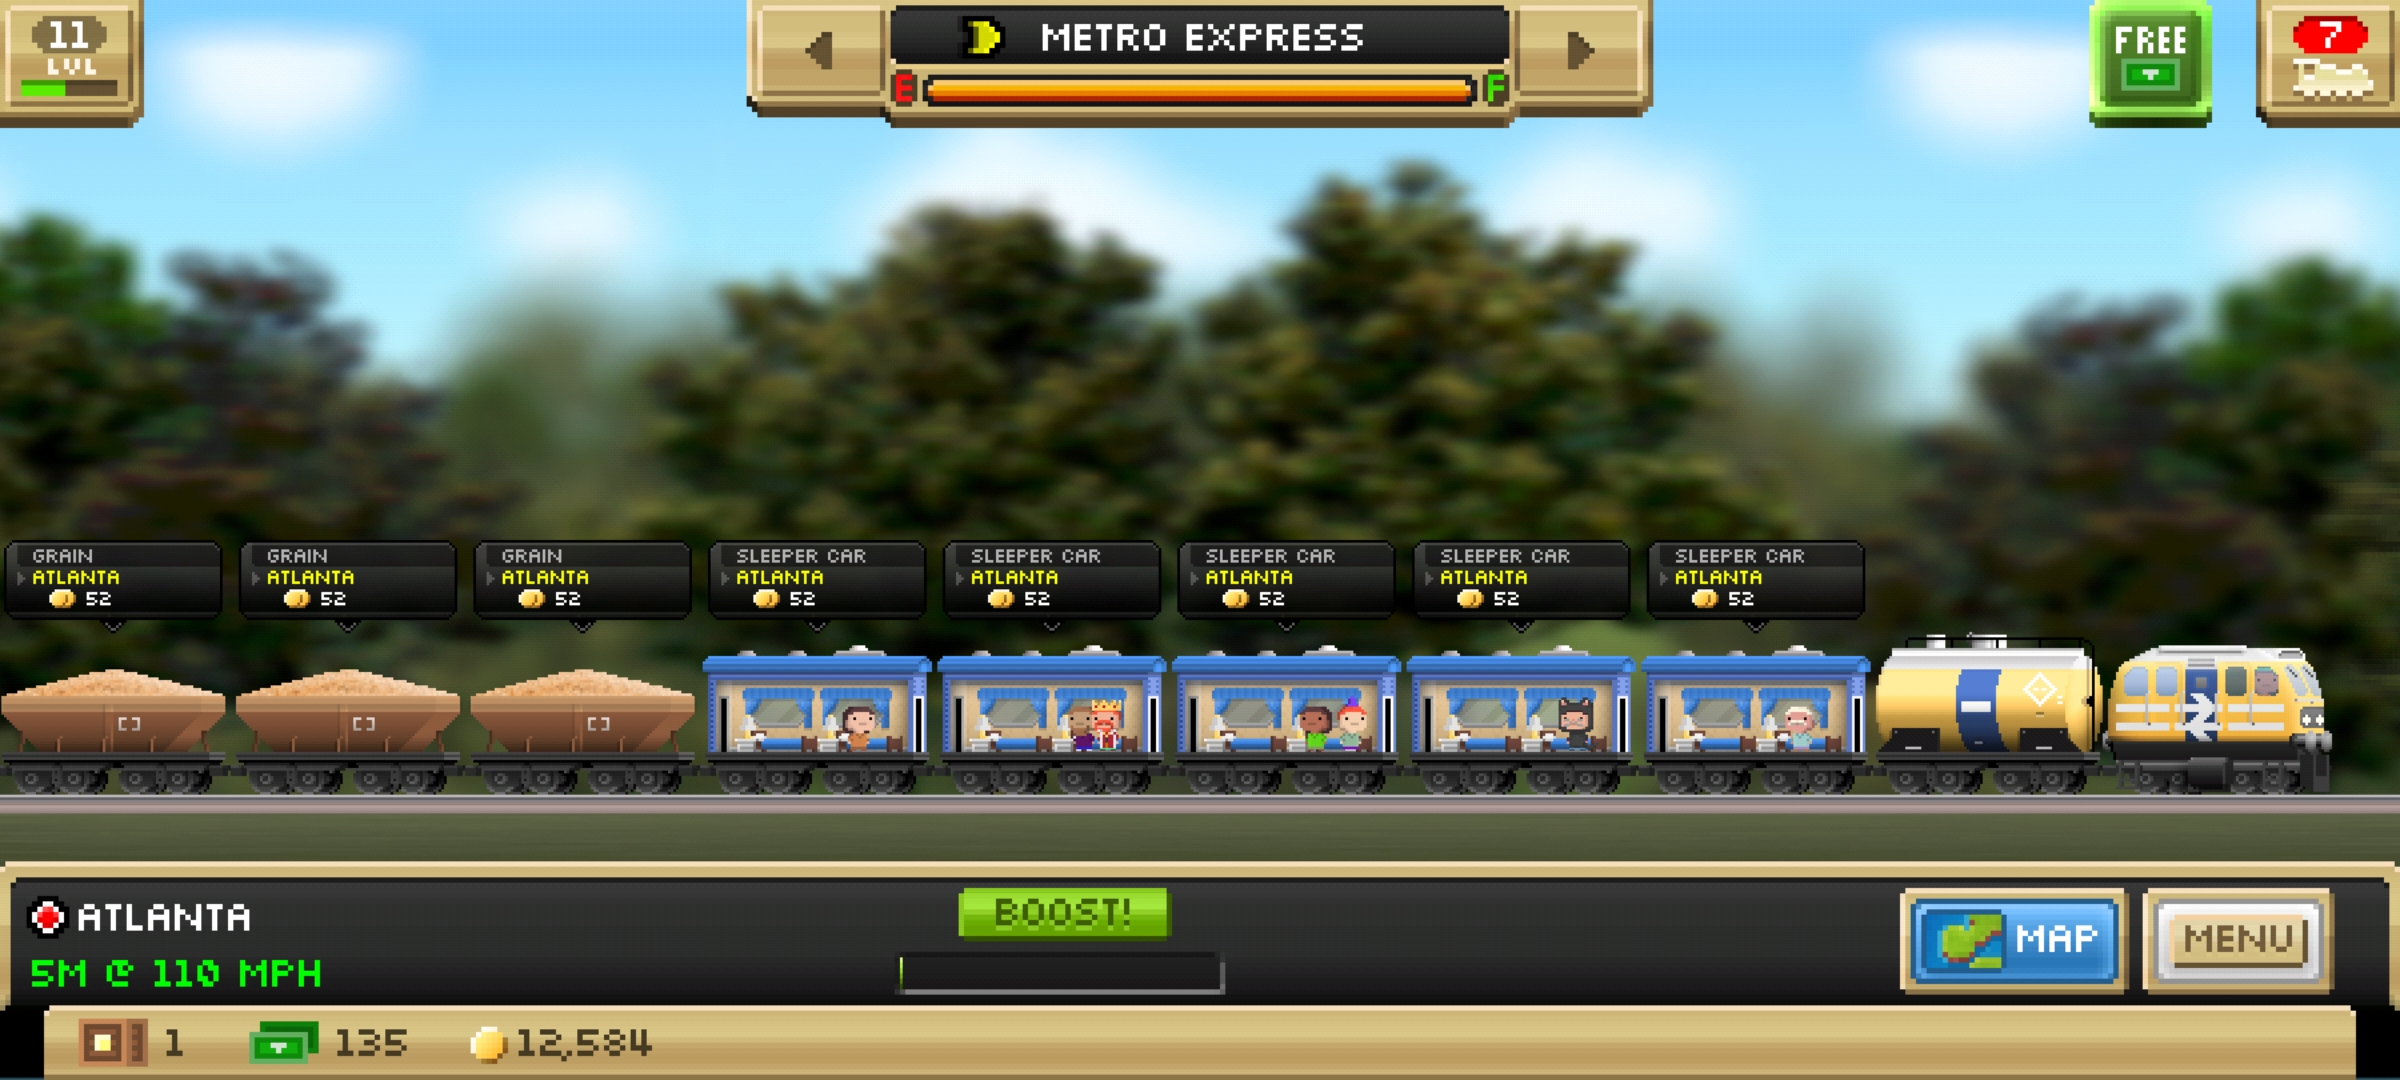 11
LVL
METRO EXPRESS
E F
FREE
7
GRAIN
ATLANTA
52
GRAIN
ATLANTA
52
GRAIN
ATLANTA
52
SLEEPER CAR
ATLANTA
52
SLEEPER CAR
ATLANTA
52
SLEEPER CAR
ATLANTA
52
SLEEPER CAR
ATLANTA
52
SLEEPER CAR
ATLANTA
52
ATLANTA
5M @ 110 MPH
BOOST!
MAP
MENU
1 135 12,584